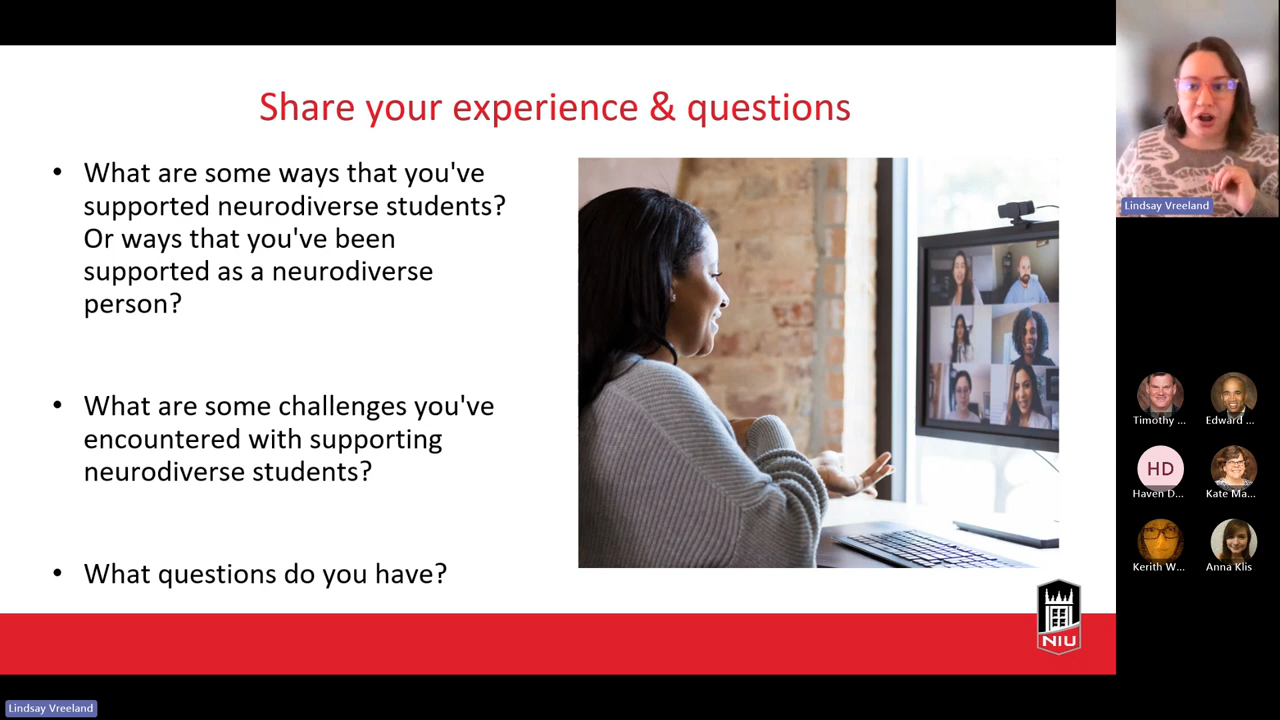 Share your experience & questions
• What are some ways that you've
supported neurodiverse students?
Or ways that you've been
supported as a neurodiverse
person?
• What are some challenges you've
encountered with supporting
neurodiverse students?
• What questions do you have?
NIU
Lindsay Vreeland
Timothy ...
Edward ...
HD
Haven D...
Kate Ma...
Kerith W...
Anna Klis
Lindsay Vreeland